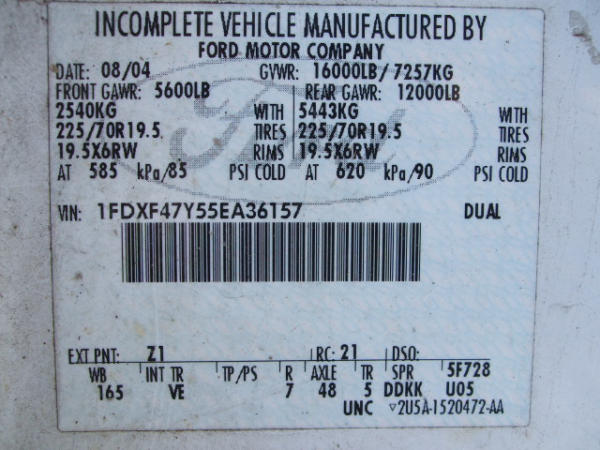 INCOMPLETE VEHICLE MANUFACTURED BY
FORD MOTOR COMPANY
DATE: 08/04 GVWR: 16000LB/7257KG
FRONT GAWR: 5600LB REAR GAWR: 12000LB
2540KG WITH 5443KG WITH
225/70R19.5 TIRES 225/70R19.5 TIRES
19.5X6RW RIMS 19.5X6RW RIMS
AT 585 kPa/85 PSI COLD AT 620 kPa/90 PSI COLD
VIN: 1FDXF47Y55EA36157 DUAL
Ford
EXT PNT: Z1 RC: 21 DSO:
WB INT TR TP/PS R AXLE TR SPR 5F728
165 VE 7 48 5 DDKK U05
UNC ▽2U5A-1520472-AA